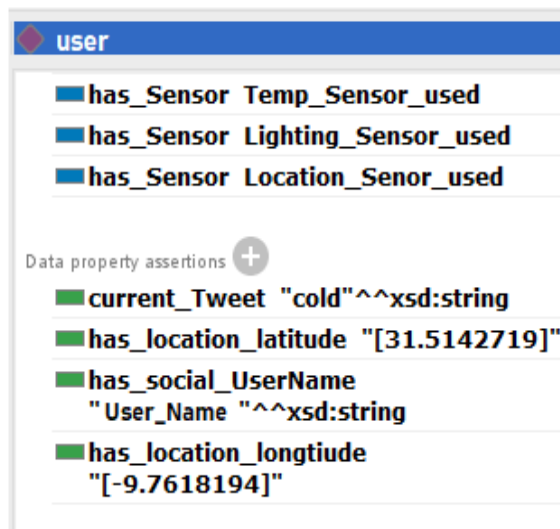 user
has_Sensor Temp_Sensor_used
has_Sensor Lighting_Sensor_used
has_Sensor Location_Senor_used
Data property assertions
current_Tweet "cold"^^xsd:string
has_location_latitude "[31.5142719]"
has_social_UserName
"User_Name "^^xsd:string
has_location_longtiude
"[-9.7618194]"